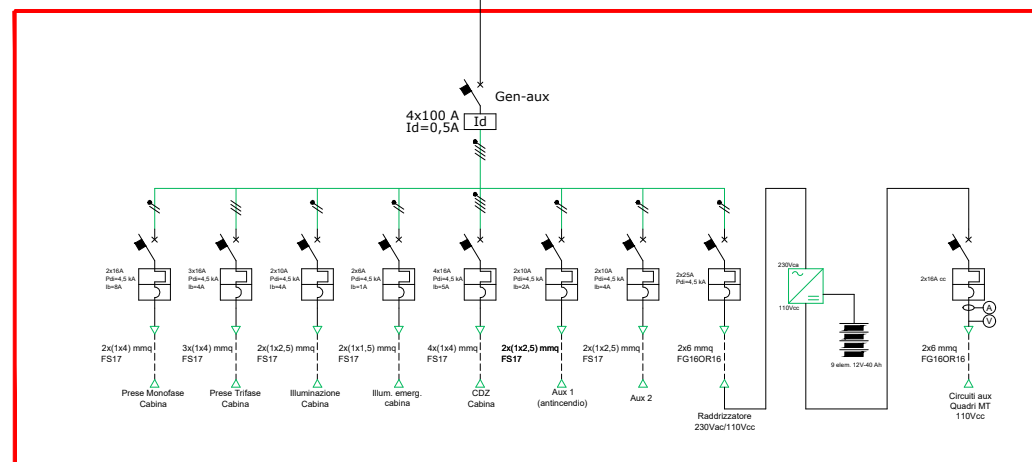 Gen-aux
4x100 A
Id=0,5A
Id
2x16A
Pdi=4,5 kA
Ib=8A
3x16A
Pdi=4,5 kA
Ib=4A
2x10A
Pdi=4,5 kA
Ib=4A
2x6A
Pdi=4,5 kA
Ib=1A
4x16A
Pdi=4,5 kA
Ib=5A
2x10A
Pdi=4,5 kA
Ib=2A
2x10A
Pdi=4,5 kA
Ib=4A
2x25A
Pdi=4,5 kA
230Vca
110Vcc
9 elem. 12V-40 Ah
2x16A cc
A
V
2x(1x4) mmq
FS17
3x(1x4) mmq
FS17
2x(1x2,5) mmq
FS17
2x(1x1,5) mmq
FS17
4x(1x4) mmq
FS17
2x(1x2,5) mmq
FS17
2x(1x2,5) mmq
FS17
2x6 mmq
FG16OR16
2x6 mmq
FG16OR16
Prese Monofase
Cabina
Prese Trifase
Cabina
Illuminazione
Cabina
Illum. emerg.
cabina
CDZ
Cabina
Aux 1
(antincendio)
Aux 2
Raddrizzatore
230Vac/110Vcc
Circuiti aux
Quadri MT
110Vcc